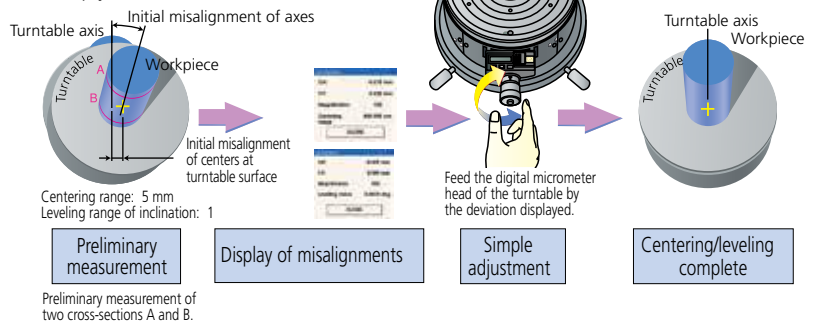 Initial misalignment of axes
Turntable axis
Workpiece
Turntable
A
B
Initial misalignment
of centers at
turntable surface
Centering range: 5 mm
Leveling range of inclination: 1
Preliminary
measurement
Preliminary measurement of
two cross-sections A and B.
Display of misalignments
Feed the digital micrometer
head of the turntable by
the deviation displayed.
Simple
adjustment
Turntable axis
Workpiece
Turntable
Centering/leveling
complete